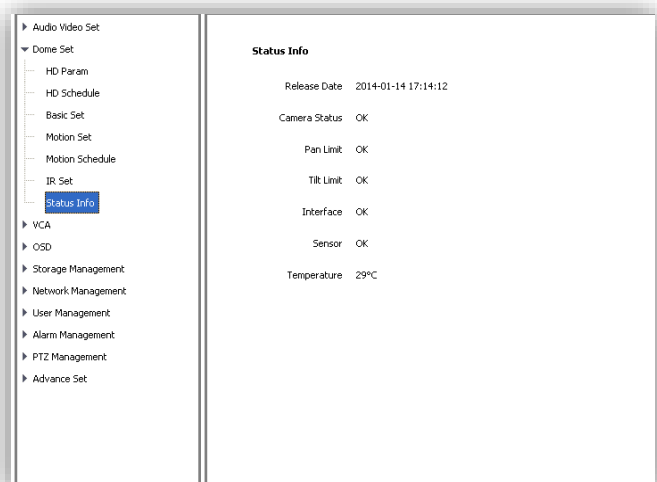 Audio Video Set
Dome Set
HD Param
HD Schedule
Basic Set
Motion Set
Motion Schedule
IR Set
Status Info
VCA
OSD
Storage Management
Network Management
User Management
Alarm Management
PTZ Management
Advance Set
Status Info
Release Date 2014-01-14 17:14:12
Camera Status OK
Pan Limit OK
Tilt Limit OK
Interface OK
Sensor OK
Temperature 29°C